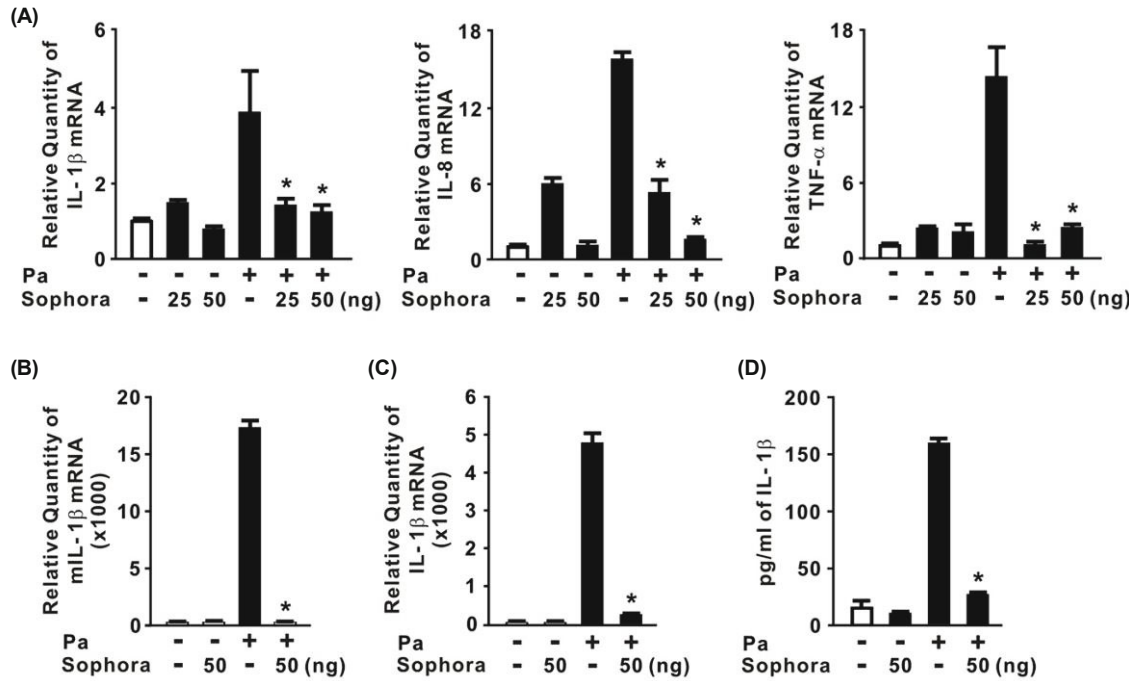 (A)
Relative Quantity of
IL-1β mRNA
6
4
2
1
0
Pa - - - + + +
Sophora - 25 50 - 25 50 (ng)
* *
Relative Quantity of
IL-8 mRNA
18
12
6
0
- - - + + +
- 25 50 - 25 50 (ng)
* *
Relative Quantity of
TNF-α mRNA
18
12
6
0
- - - + + +
- 25 50 - 25 50 (ng)
* *
Pa
Sophora
Pa
Sophora
(B)
Relative Quantity of
mIL-1β mRNA
(x1000)
20
15
10
5
0
*
Pa - - + +
Sophora - 50 - 50 (ng)
(C)
Relative Quantity of
IL-1β mRNA
(x1000)
6
5
4
3
2
1
0
*
Pa - - + +
Sophora - 50 - 50 (ng)
(D)
pg/ml of IL-1β
200
150
100
50
0
*
Pa - - + +
Sophora - 50 - 50 (ng)